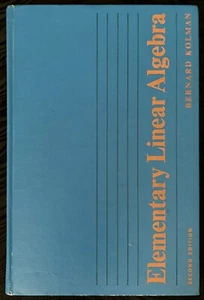 Elementary Linear Algebra
SECOND EDITION
BERNARD KOLMAN